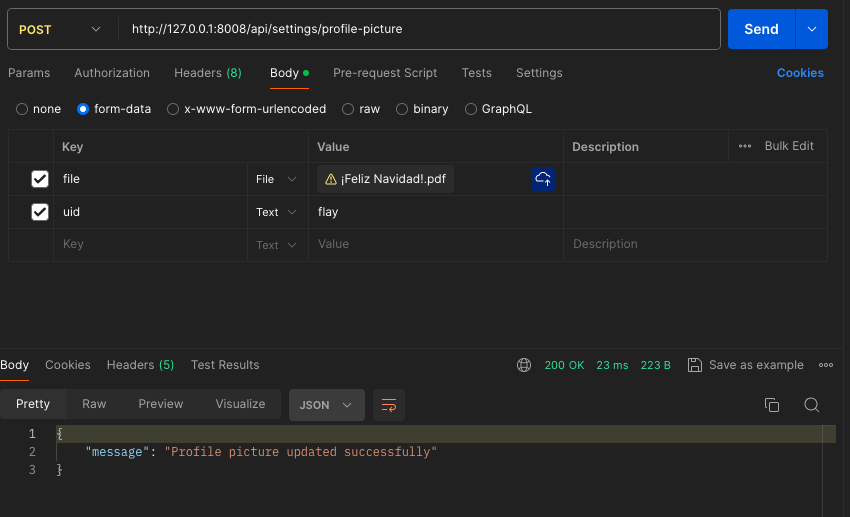 POST http://127.0.0.1:8008/api/settings/profile-picture Send
Params Authorization Headers (8) Body Pre-request Script Tests Settings Cookies
none form-data x-www-form-urlencoded raw binary GraphQL
Key Value Description Bulk Edit
file File ¡Feliz Navidad!.pdf
uid Text flay
Key Text Value Description
Body Cookies Headers (5) Test Results 200 OK 23 ms 223 B Save as example
Pretty Raw Preview Visualize JSON
1 {
2 "message": "Profile picture updated successfully"
3 }